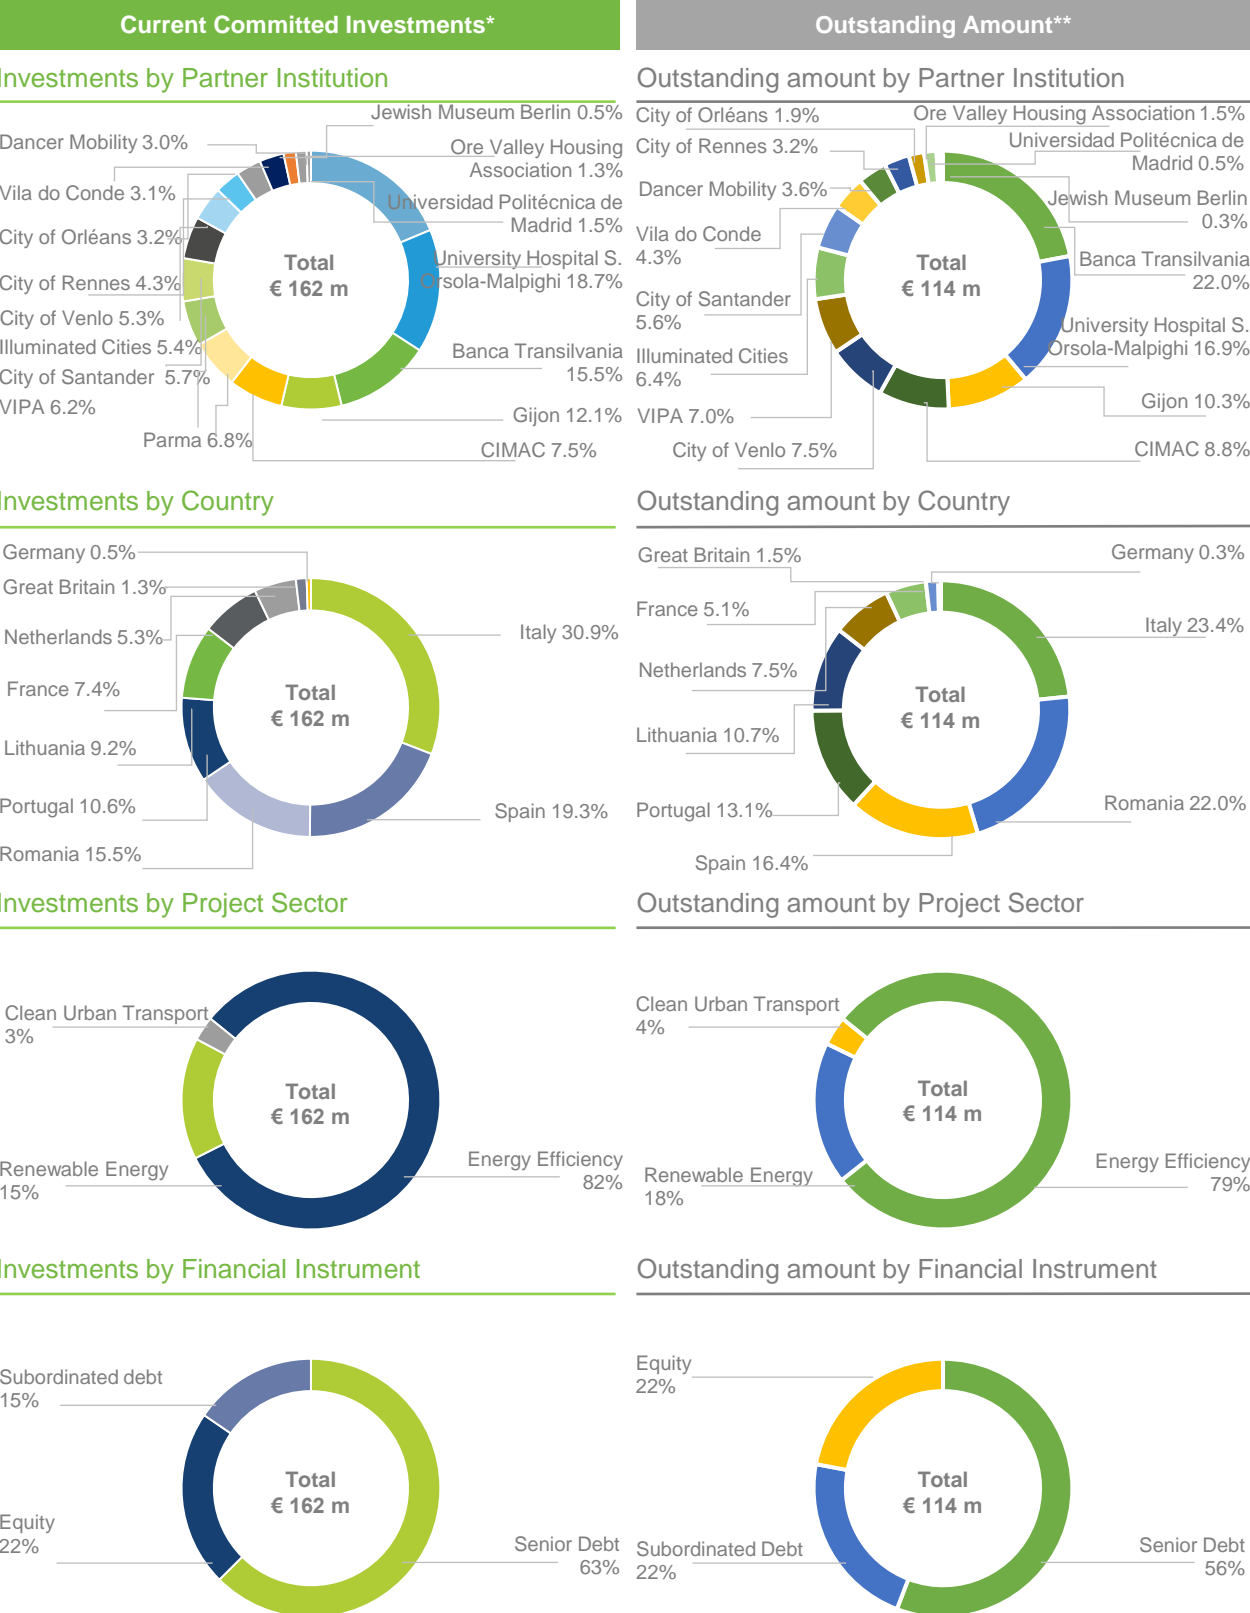 Current Committed Investments*
Investments by Partner Institution
Jewish Museum Berlin 0.5%
Dancer Mobility 3.0%
Ore Valley Housing
Association 1.3%
Vila do Conde 3.1%
Universidad Politécnica de
Madrid 1.5%
City of Orléans 3.2%
Total
€ 162 m
University Hospital S.
Orsola-Malpighi 18.7%
City of Rennes 4.3%
City of Venlo 5.3%
Illuminated Cities 5.4%
Banca Transilvania
15.5%
City of Santander 5.7%
VIPA 6.2%
Gijon 12.1%
Parma 6.8%
CIMAC 7.5%
Investments by Country
Germany 0.5%
Great Britain 1.3%
Netherlands 5.3%
Italy 30.9%
France 7.4%
Total
€ 162 m
Lithuania 9.2%
Portugal 10.6%
Spain 19.3%
Romania 15.5%
Investments by Project Sector
Clean Urban Transport
3%
Total
€ 162 m
Renewable Energy
15%
Energy Efficiency
82%
Investments by Financial Instrument
Subordinated debt
15%
Total
€ 162 m
Equity
22%
Senior Debt
63%
Outstanding Amount**
Outstanding amount by Partner Institution
City of Orléans 1.9%
Ore Valley Housing Association 1.5%
City of Rennes 3.2%
Universidad Politécnica de
Madrid 0.5%
Dancer Mobility 3.6%
Jewish Museum Berlin
0.3%
Vila do Conde
4.3%
Total
€ 114 m
Banca Transilvania
22.0%
City of Santander
5.6%
University Hospital S.
Orsola-Malpighi 16.9%
Illuminated Cities
6.4%
Gijon 10.3%
VIPA 7.0%
City of Venlo 7.5%
CIMAC 8.8%
Outstanding amount by Country
Great Britain 1.5%
Germany 0.3%
France 5.1%
Italy 23.4%
Netherlands 7.5%
Total
€ 114 m
Lithuania 10.7%
Portugal 13.1%
Romania 22.0%
Spain 16.4%
Outstanding amount by Project Sector
Clean Urban Transport
4%
Total
€ 114 m
Renewable Energy
18%
Energy Efficiency
79%
Outstanding amount by Financial Instrument
Equity
22%
Total
€ 114 m
Subordinated Debt
22%
Senior Debt
56%